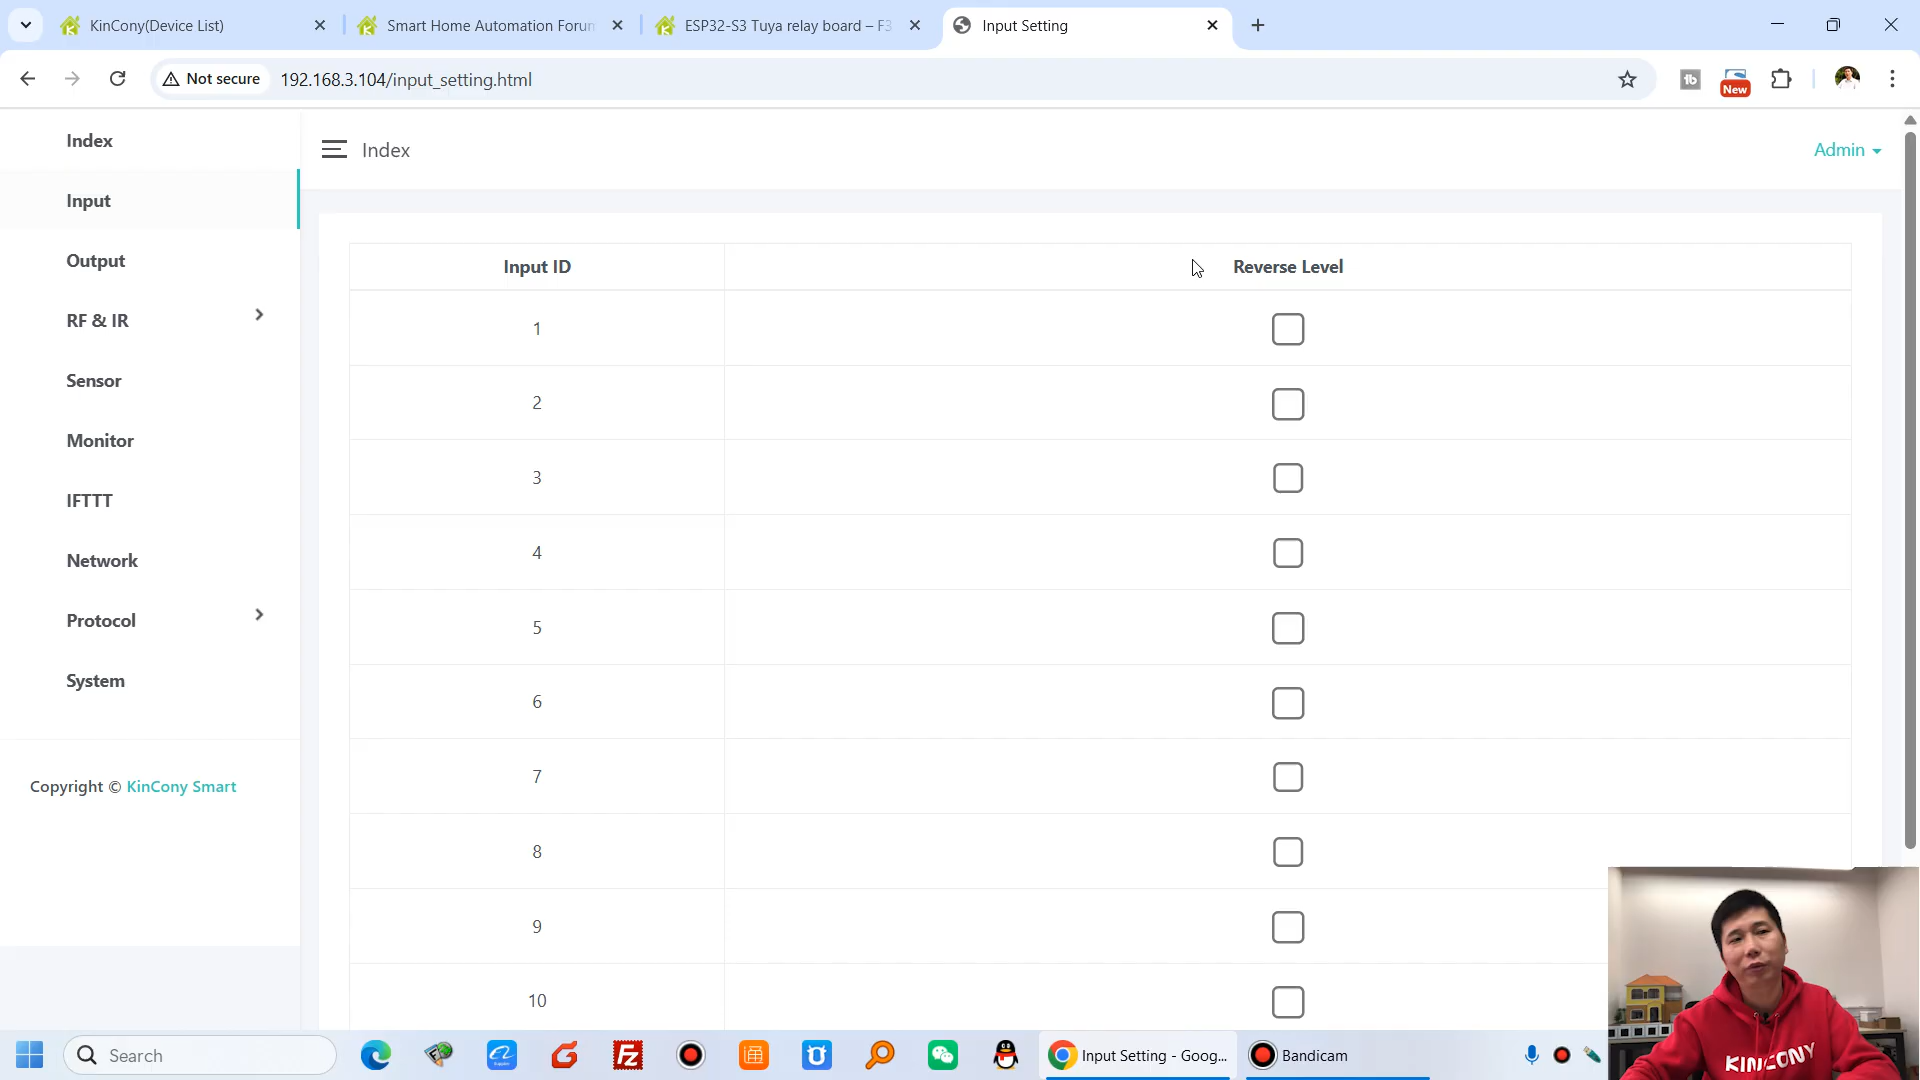 KinCony(Device List)
Smart Home Automation Forun
ESP32-S3 Tuya relay board – F3
Input Setting
Not secure
192.168.3.104/input_setting.html
New
Index
Input
Output
RF & IR
Sensor
Monitor
IFTTT
Network
Protocol
System
Copyright © KinCony Smart
Index
Admin
Input ID
Reverse Level
1
2
3
4
5
6
7
8
9
10
KINCONY
Search
Input Setting - Goog...
Bandicam